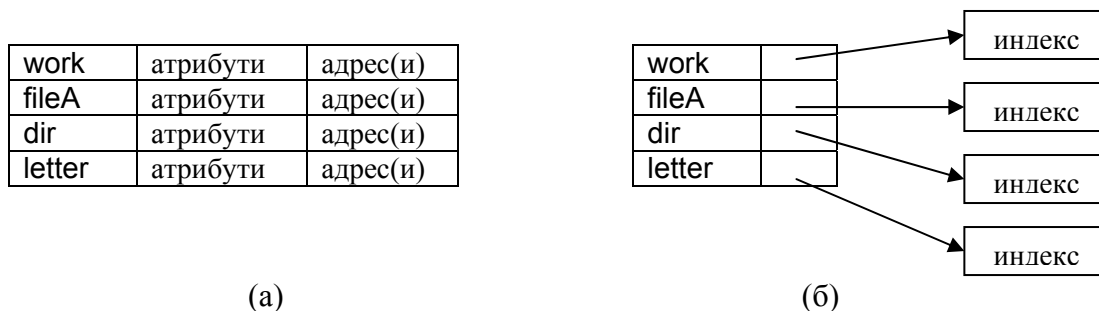 work атрибути адрес(и)
fileA атрибути адрес(и)
dir атрибути адрес(и)
letter атрибути адрес(и)
(а)
work
fileA
dir
letter
индекс
индекс
индекс
индекс
(б)